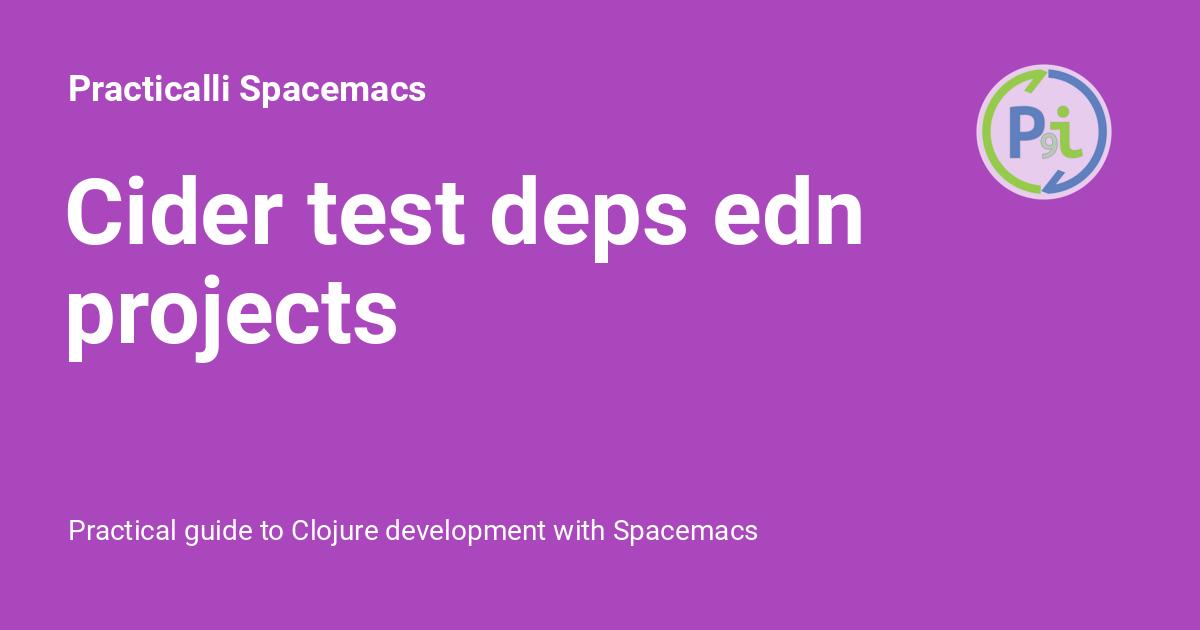 Practicalli Spacemacs
Cider test deps edn
projects
P9i
Practical guide to Clojure development with Spacemacs